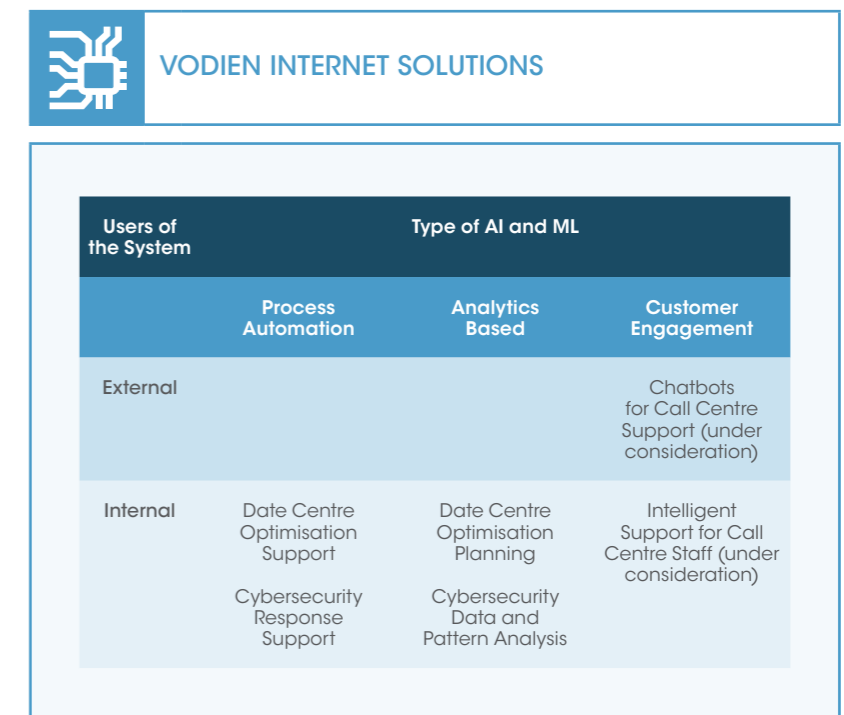 VODIEN INTERNET SOLUTIONS
Users of
the System
Type of AI and ML
Process
Automation
Analytics
Based
Customer
Engagement
External
Chatbots
for Call Centre
Support (under
consideration)
Internal
Date Centre
Optimisation
Support
Cybersecurity
Response
Support
Date Centre
Optimisation
Planning
Cybersecurity
Data and
Pattern Analysis
Intelligent
Support for Call
Centre Staff (under
consideration)